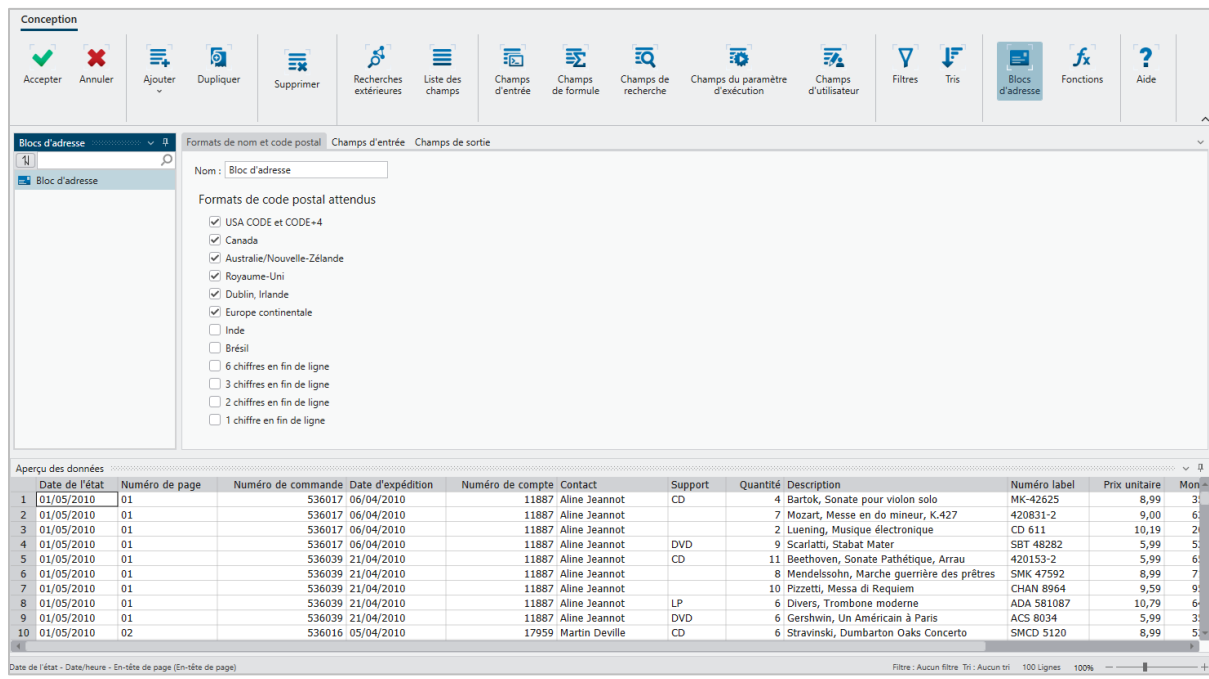 Conception
Accepter Annuler Ajouter Dupliquer Supprimer Recherches extérieures Liste des champs Champs d'entrée Champs de formule Champs de recherche Champs du paramètre d'exécution Champs d'utilisateur Filtres Tris Blocs d'adresse Fonctions Aide
Blocs d'adresse
Bloc d'adresse
Formats de nom et code postal Champs d'entrée Champs de sortie
Nom : Bloc d'adresse
Formats de code postal attendus
USA CODE et CODE+4
Canada
Australie/Nouvelle-Zélande
Royaume-Uni
Dublin, Irlande
Europe continentale
Inde
Brésil
6 chiffres en fin de ligne
3 chiffres en fin de ligne
2 chiffres en fin de ligne
1 chiffre en fin de ligne
Aperçu des données
Date de l'état Numéro de page Numéro de commande Date d'expédition Numéro de compte Contact Support Quantité Description Numéro label Prix unitaire Mon
1 01/05/2010 01 536017 06/04/2010 11887 Aline Jeannot CD 4 Bartok, Sonate pour violon solo MK-42625 8,99
2 01/05/2010 01 536017 06/04/2010 11887 Aline Jeannot 7 Mozart, Messe en do mineur, K.427 420831-2 9,00
3 01/05/2010 01 536017 06/04/2010 11887 Aline Jeannot 2 Luening, Musique électronique CD 611 10,19
4 01/05/2010 01 536017 06/04/2010 11887 Aline Jeannot DVD 9 Scarlatti, Stabat Mater SBT 48282 5,99
5 01/05/2010 01 536039 21/04/2010 11887 Aline Jeannot CD 11 Beethoven, Sonate Pathétique, Arrau 420153-2 5,99
6 01/05/2010 01 536039 21/04/2010 11887 Aline Jeannot 8 Mendelssohn, Marche guerrière des prêtres SMK 47592 8,99
7 01/05/2010 01 536039 21/04/2010 11887 Aline Jeannot 10 Pizzetti, Messa di Requiem CHAN 8964 9,59
8 01/05/2010 01 536039 21/04/2010 11887 Aline Jeannot LP 6 Divers, Trombone moderne ADA 581087 10,79
9 01/05/2010 01 536039 21/04/2010 11887 Aline Jeannot DVD 6 Gershwin, Un Américain à Paris ACS 8034 5,99
10 01/05/2010 02 536016 05/04/2010 17959 Martin Deville CD 6 Stravinski, Dumbarton Oaks Concerto SMCD 5120 8,99
Date de l'état - Date/heure - En-tête de page (En-tête de page) Filtre : Aucun filtre Tri : Aucun tri 100 Lignes 100%